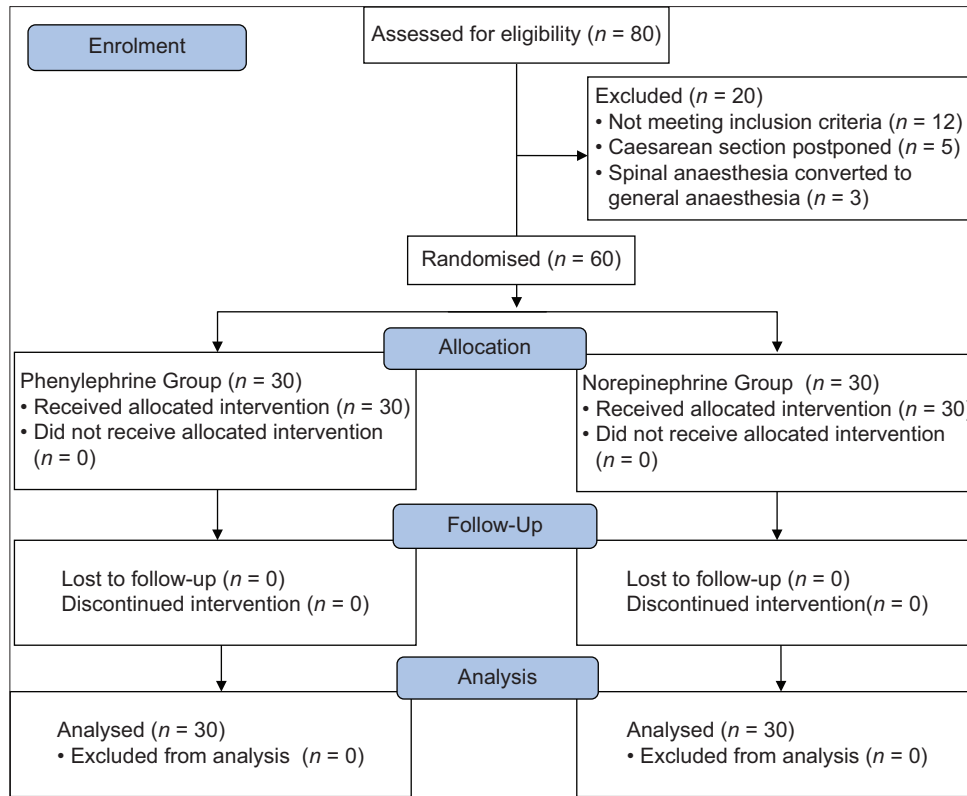 Enrolment
Assessed for eligibility (n = 80)
Excluded (n = 20)
• Not meeting inclusion criteria (n = 12)
• Caesarean section postponed (n = 5)
• Spinal anaesthesia converted to
general anaesthesia (n = 3)
Randomised (n = 60)
Allocation
Phenylephrine Group (n = 30)
• Received allocated intervention (n = 30)
• Did not receive allocated intervention
(n = 0)
Norepinephrine Group (n = 30)
• Received allocated intervention (n = 30)
• Did not receive allocated intervention
(n = 0)
Follow-Up
Lost to follow-up (n = 0)
Discontinued intervention (n = 0)
Lost to follow-up (n = 0)
Discontinued intervention(n = 0)
Analysis
Analysed (n = 30)
• Excluded from analysis (n = 0)
Analysed (n = 30)
• Excluded from analysis (n = 0)